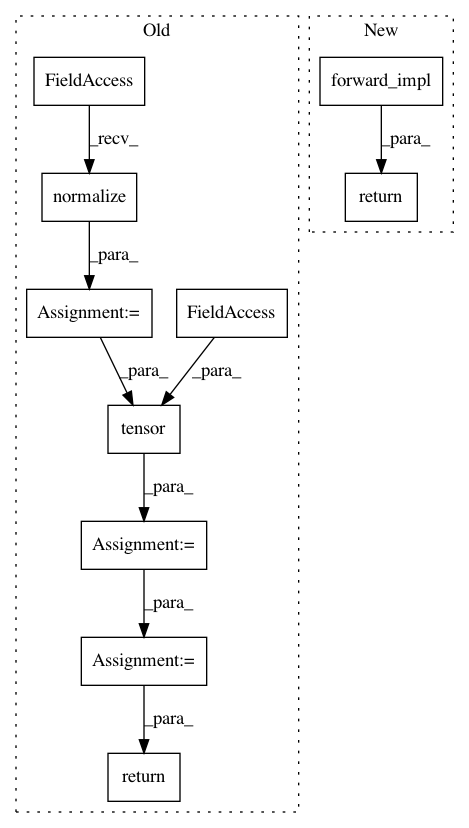 Old
New
FieldAccess
forward_impl
_recv_
_para_
normalize
return
_para_
Assignment:=
FieldAccess
_para_
_para_
tensor
_para_
Assignment:=
_para_
Assignment:=
_para_
return